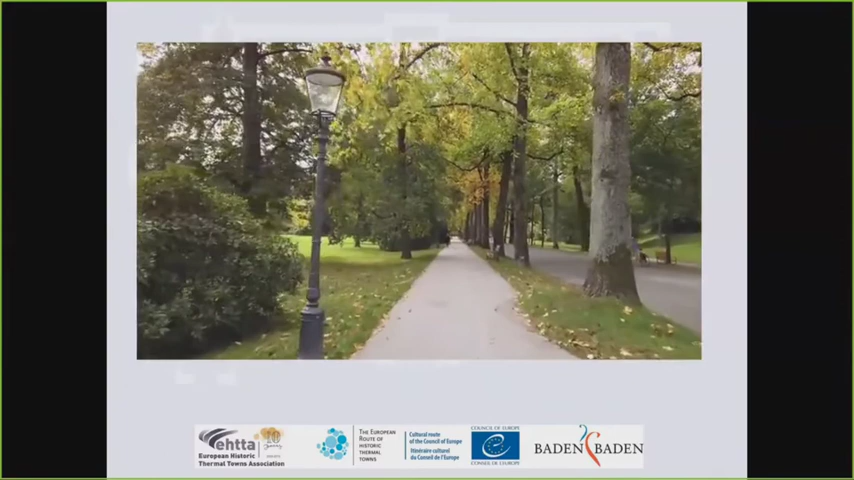 ehtta
European Historic
Thermal Towns Association
THE EUROPEAN
ROUTE OF
HISTORIC
THERMAL
TOWNS
Cultural route
of the Council of Europe
Itinéraire culturel
du Conseil de l'Europe
COUNCIL OF EUROPE
CONSEIL DE L'EUROPE
BADEN BADEN